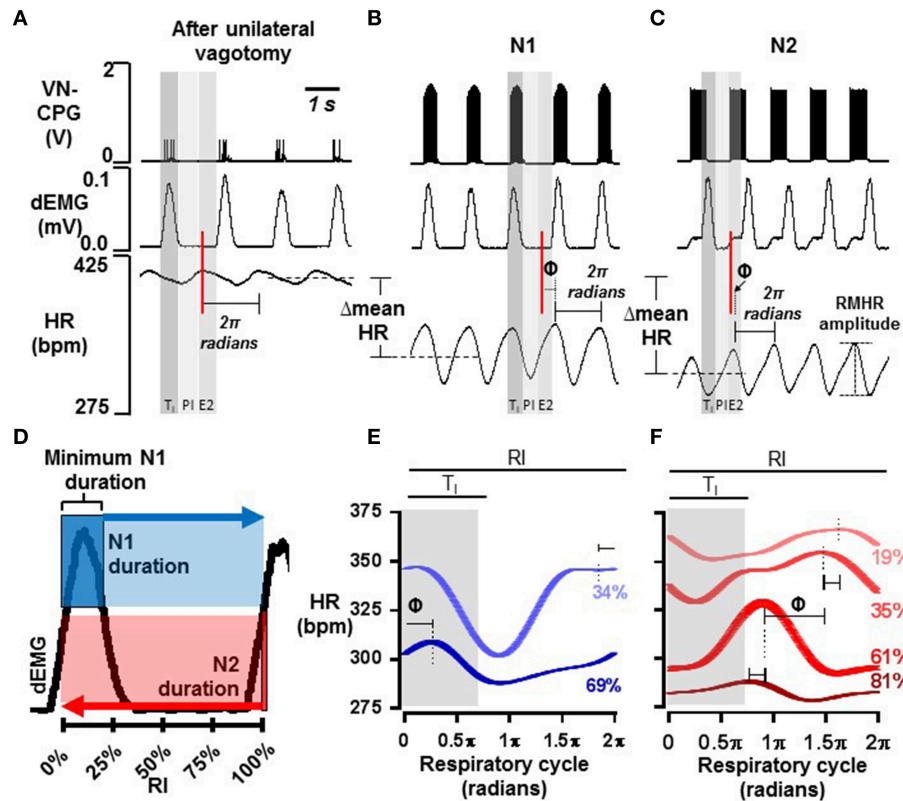 A
After unilateral
vagotomy
B
N1
C
N2
VN-
CPG
(V)
2
0
1 s
dEMG
(mV)
0.1
0.0
HR
(bpm)
425
275
2π
radians
Δmean
HR
Φ
2π
radians
Δmean
HR
Φ
2π
radians
RMHR
amplitude
TI PI E2
TI PI E2
TI PI E2
D
Minimum N1
duration
N1
duration
N2
duration
dEMG
0% 25% 50% 75% 100%
RI
E
RI
TI
HR
(bpm)
375
350
325
300
275
Φ
34%
69%
0 0.5π 1π 1.5π 2π
Respiratory cycle
(radians)
F
RI
TI
Φ
19%
35%
61%
81%
0 0.5π 1π 1.5π 2π
Respiratory cycle
(radians)